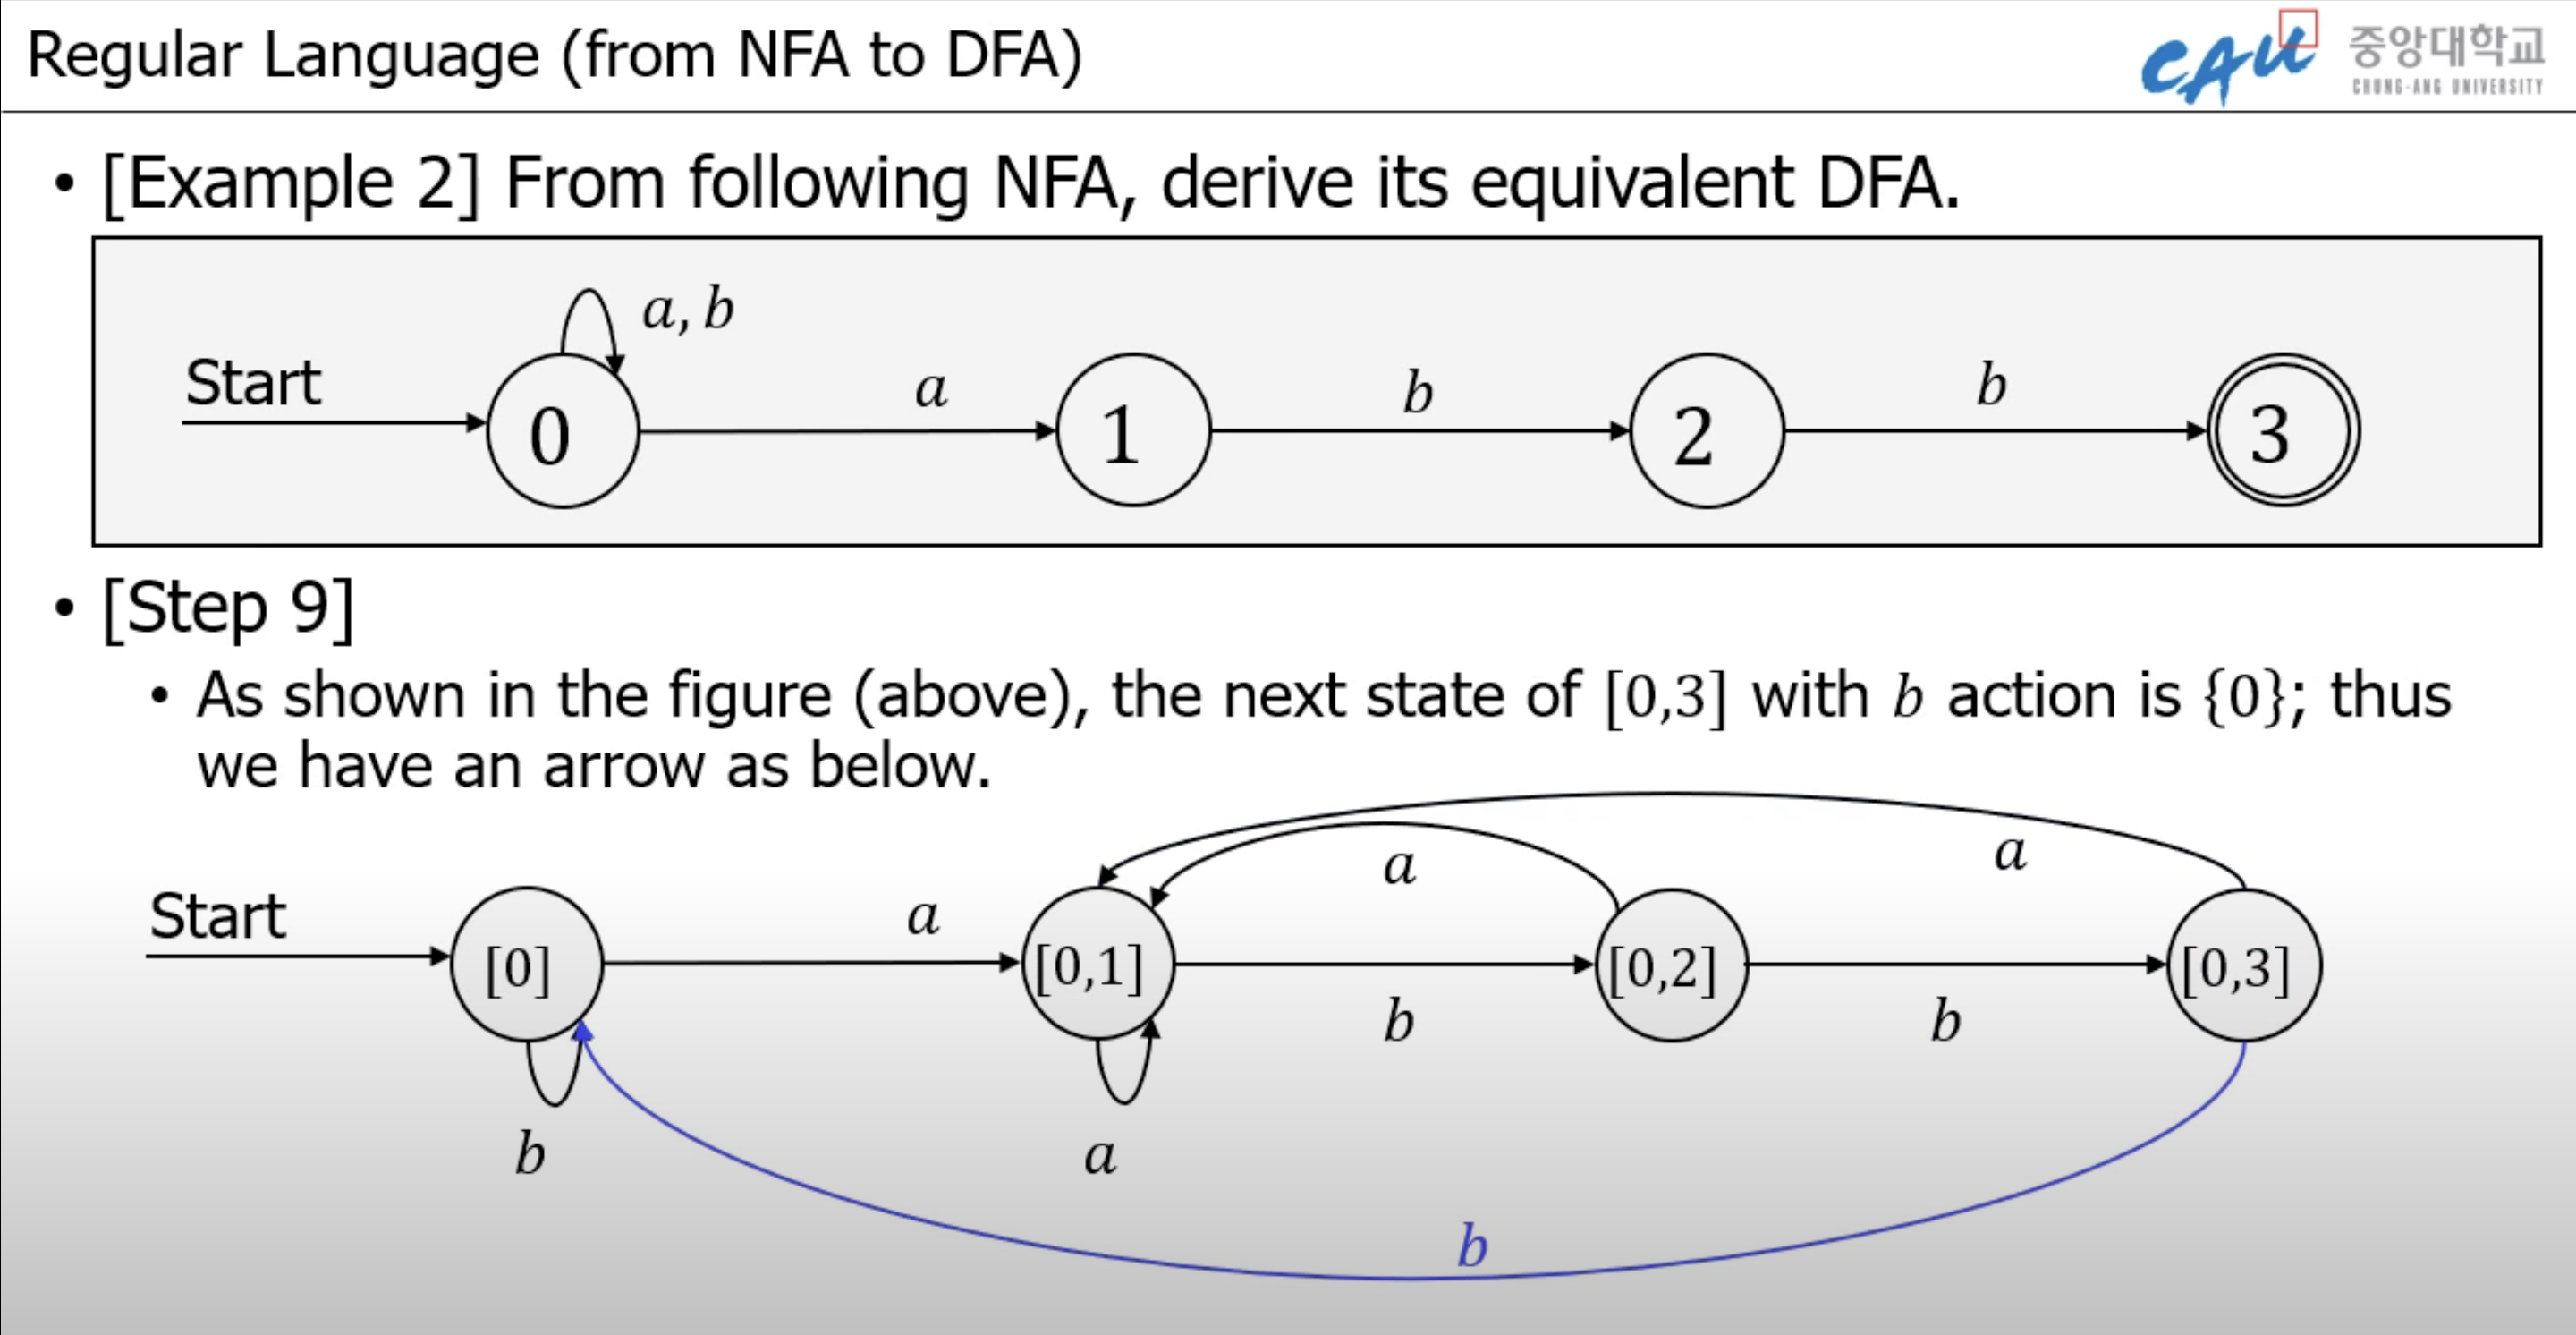 Regular Language (from NFA to DFA)
CAU 중앙대학교
CHUNG-ANG UNIVERSITY
• [Example 2] From following NFA, derive its equivalent DFA.
a, b
Start
a
b
b
0
1
2
3
• [Step 9]
• As shown in the figure (above), the next state of [0,3] with b action is {0}; thus
we have an arrow as below.
a
a
Start
a
[0]
[0,1]
[0,2]
[0,3]
b
b
b
a
b